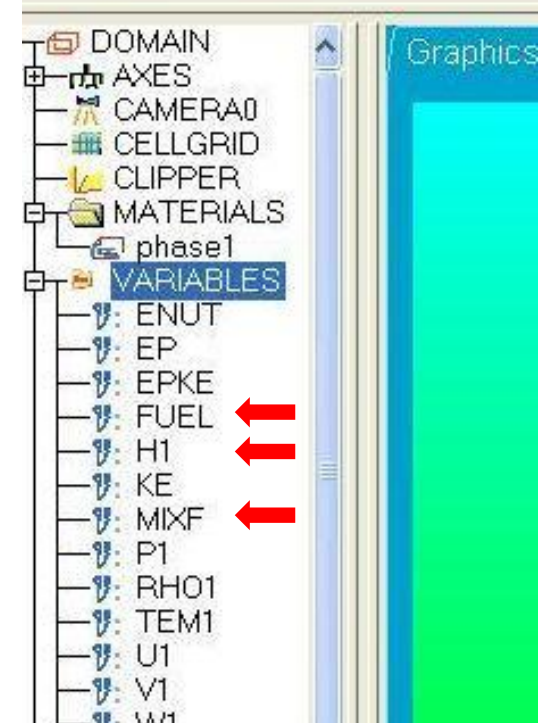 DOMAIN
Graphics
AXES
CAMERA0
CELLGRID
CLIPPER
MATERIALS
phase1
VARIABLES
ENUT
EP
EPKE
FUEL
H1
KE
MIXF
P1
RHO1
TEM1
U1
V1
W1